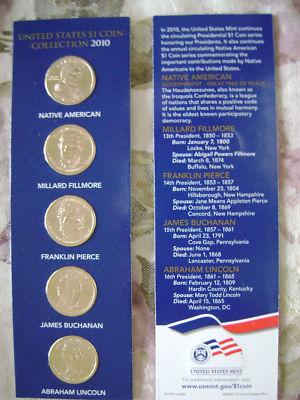 UNITED STATES $1 COIN
COLLECTION 2010
NATIVE AMERICAN
MILLARD FILLMORE
FRANKLIN PIERCE
JAMES BUCHANAN
ABRAHAM LINCOLN
In 2010, the United States Mint continues
the circulating Presidential $1 Coin series
honoring our Presidents. It also continues
the annual circulating Native American
$1 Coin series commemorating the
important contributions made by Native
Americans to the United States.
NATIVE AMERICAN
GOVERNMENT - GREAT TREE OF PEACE
The Haudenosaunee, also known as
the Iroquois Confederacy, is a league
of nations that shares a positive code
of values and lives in mutual harmony.
It is the oldest known participatory
democracy.
MILLARD FILLMORE
13th President, 1850 – 1853
Born: January 7, 1800
Locke, New York
Spouse: Abigail Powers Fillmore
Died: March 8, 1874
Buffalo, New York
FRANKLIN PIERCE
14th President, 1853 – 1857
Born: November 23, 1804
Hillsborough, New Hampshire
Spouse: Jane Means Appleton Pierce
Died: October 8, 1869
Concord, New Hampshire
JAMES BUCHANAN
15th President, 1857 – 1861
Born: April 23, 1791
Cove Gap, Pennsylvania
Spouse: None
Died: June 1, 1868
Lancaster, Pennsylvania
ABRAHAM LINCOLN
16th President, 1861 – 1865
Born: February 12, 1809
Hardin County, Kentucky
Spouse: Mary Todd Lincoln
Died: April 15, 1865
Washington, DC
UNITED STATES MINT
For additional information, visit
www.usmint.gov/$1coin